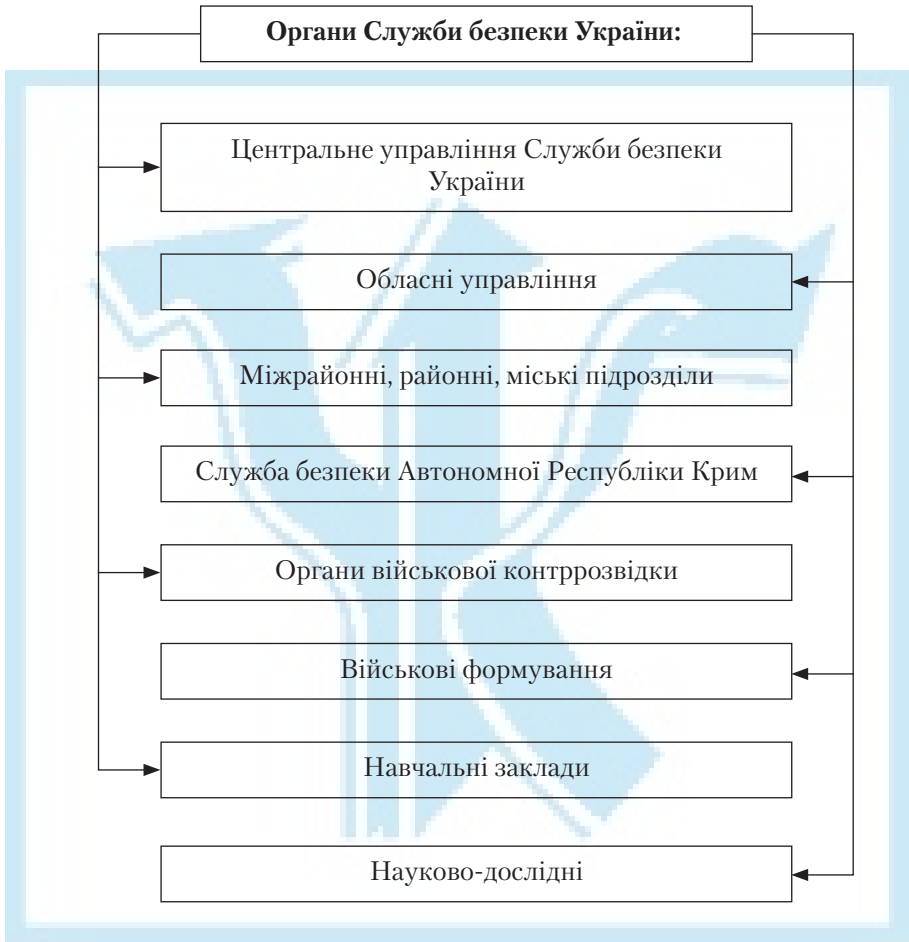 Органи Служби безпеки України:
Центральне управління Служби безпеки
України
Обласні управління
Міжрайонні, районні, міські підрозділи
Служба безпеки Автономної Республіки Крим
Органи військової контррозвідки
Військові формування
Навчальні заклади
Науково-дослідні